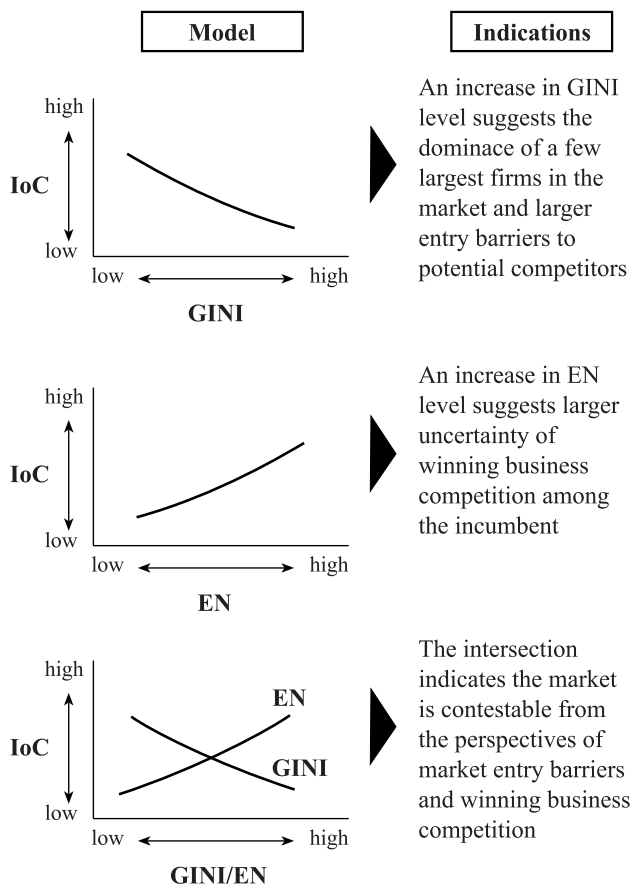 Model
Indications
high
IoC
low
low
high
GINI
An increase in GINI
level suggests the
dominace of a few
largest firms in the
market and larger
entry barriers to
potential competitors
high
IoC
low
low
high
EN
An increase in EN
level suggests larger
uncertainty of
winning business
competition among
the incumbent
high
IoC
low
EN
GINI
low
high
GINI/EN
The intersection
indicates the market
is contestable from
the perspectives of
market entry barriers
and winning business
competition